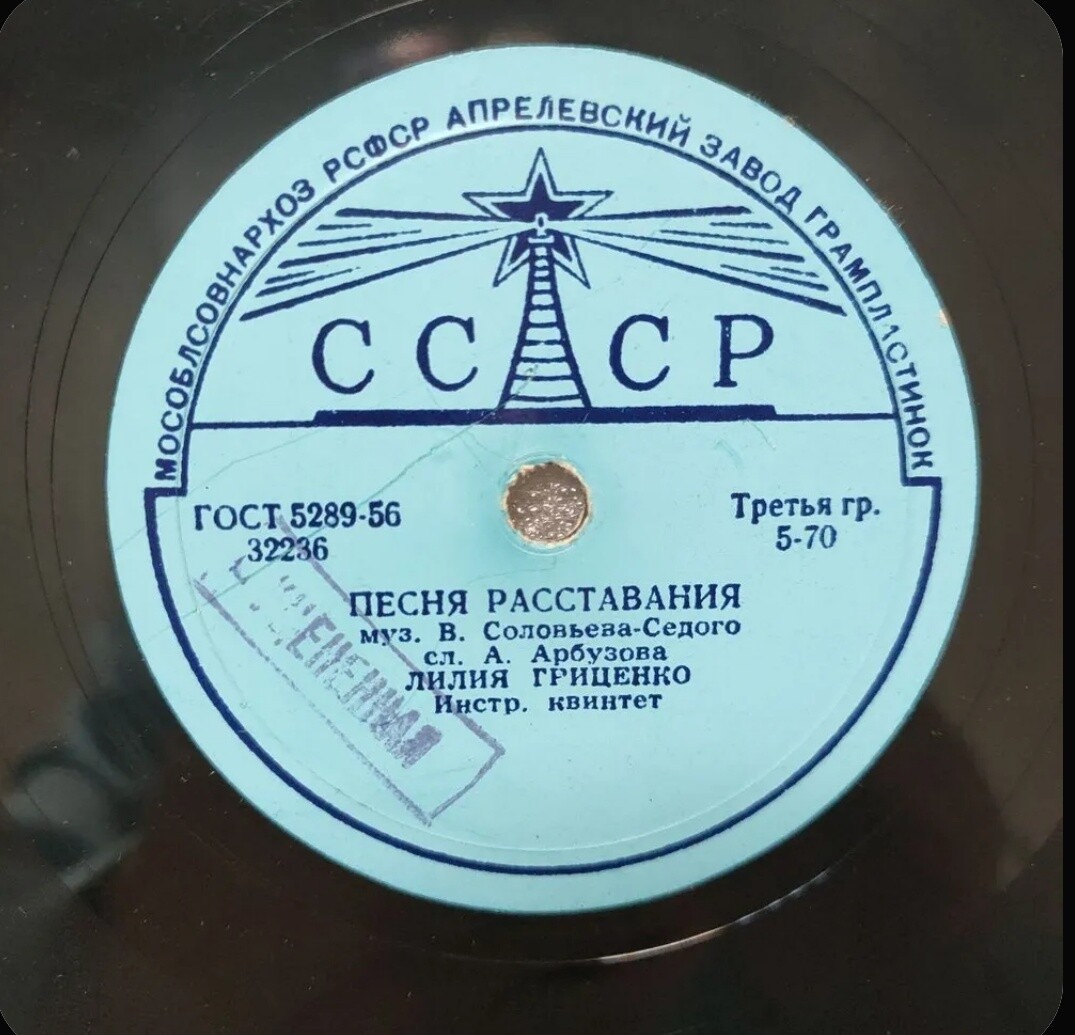 МОСОБЛСОВНАРХОЗ РСФСР АПРЕЛЕВСКИЙ ЗАВОД ГРАМПЛАСТИНОК
СССР
ГОСТ 5289-56
32236
Третья гр.
5-70
ПЕСНЯ РАССТАВАНИЯ
муз. В. Соловьева-Седого
сл. А. Арбузова
ЛИЛИЯ ГРИЦЕНКО
Инстр. квинтет
УЦЕНЕННАЯ